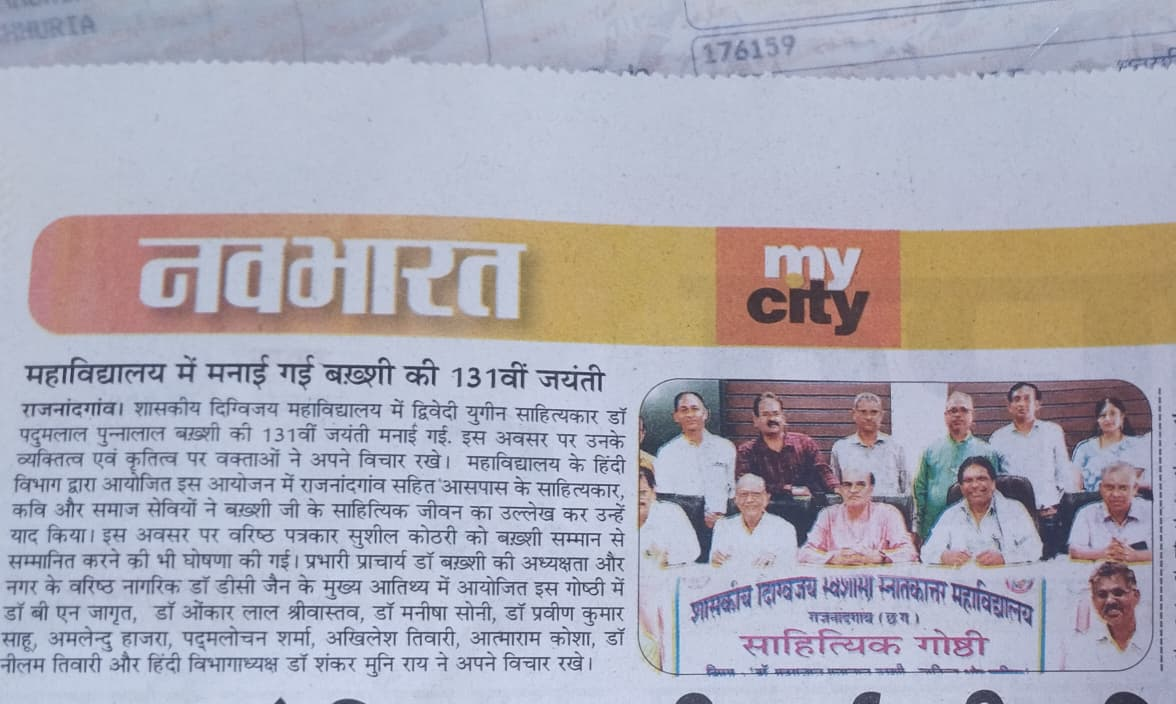 HURIA
176159
नवभारत
my
city
महाविद्यालय में मनाई गई बख़्शी की 131वीं जयंती
राजनांदगांव। शासकीय दिग्विजय महाविद्यालय में द्विवेदी युगीन साहित्यकार डॉ
पदुमलाल पुन्नालाल बख़्शी की 131वीं जयंती मनाई गई. इस अवसर पर उनके
व्यक्तित्व एवं कृतित्व पर वक्ताओं ने अपने विचार रखे। महाविद्यालय के हिंदी
विभाग द्वारा आयोजित इस आयोजन में राजनांदगांव सहित आसपास के साहित्यकार,
कवि और समाज सेवियों ने बख़्शी जी के साहित्यिक जीवन का उल्लेख कर उन्हें
याद किया। इस अवसर पर वरिष्ठ पत्रकार सुशील कोठरी को बख़्शी सम्मान से
सम्मानित करने की भी घोषणा की गई। प्रभारी प्राचार्य डॉ बख़्शी की अध्यक्षता और
नगर के वरिष्ठ नागरिक डॉ डीसी जैन के मुख्य आतिथ्य में आयोजित इस गोष्ठी में
डॉ बी एन जागृत, डॉ ओंकार लाल श्रीवास्तव, डॉ मनीषा सोनी, डॉ प्रवीण कुमार
साहू, अमलेन्दु हाजरा, पद्मलोचन शर्मा, अखिलेश तिवारी, आत्माराम कोशा, डॉ
नीलम तिवारी और हिंदी विभागाध्यक्ष डॉ शंकर मुनि राय ने अपने विचार रखे।
शासकीय दिग्विजय स्वशासी स्नातकोत्तर महाविद्यालय
राजनांदगांव (छ.ग.)
साहित्यिक गोष्ठी